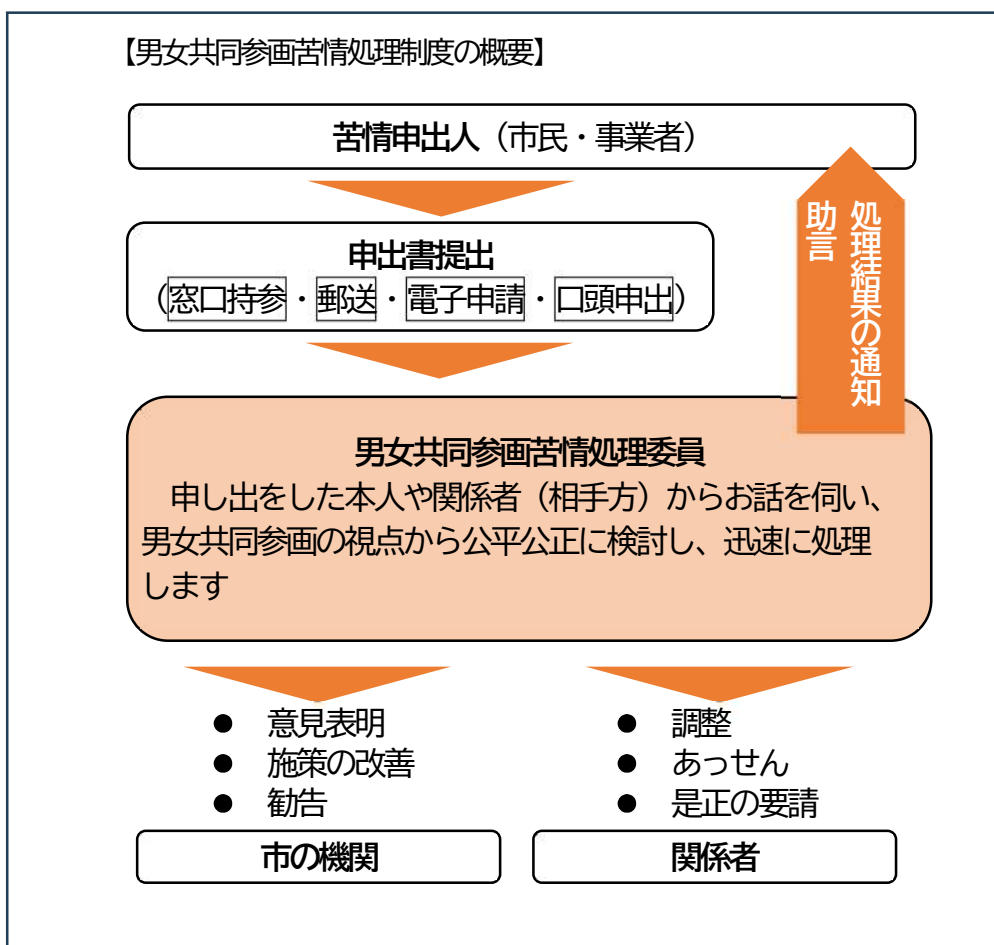 【男女共同参画苦情処理制度の概要】
苦情申出人（市民・事業者）
申出書提出
（窓口持参・郵送・電子申請・口頭申出）
処理結果の通知
助言
男女共同参画苦情処理委員
申し出をした本人や関係者（相手方）からお話を伺い、
男女共同参画の視点から公平公正に検討し、迅速に処理
します
● 意見表明
● 施策の改善
● 勧告
市の機関
● 調整
● あっせん
● 是正の要請
関係者